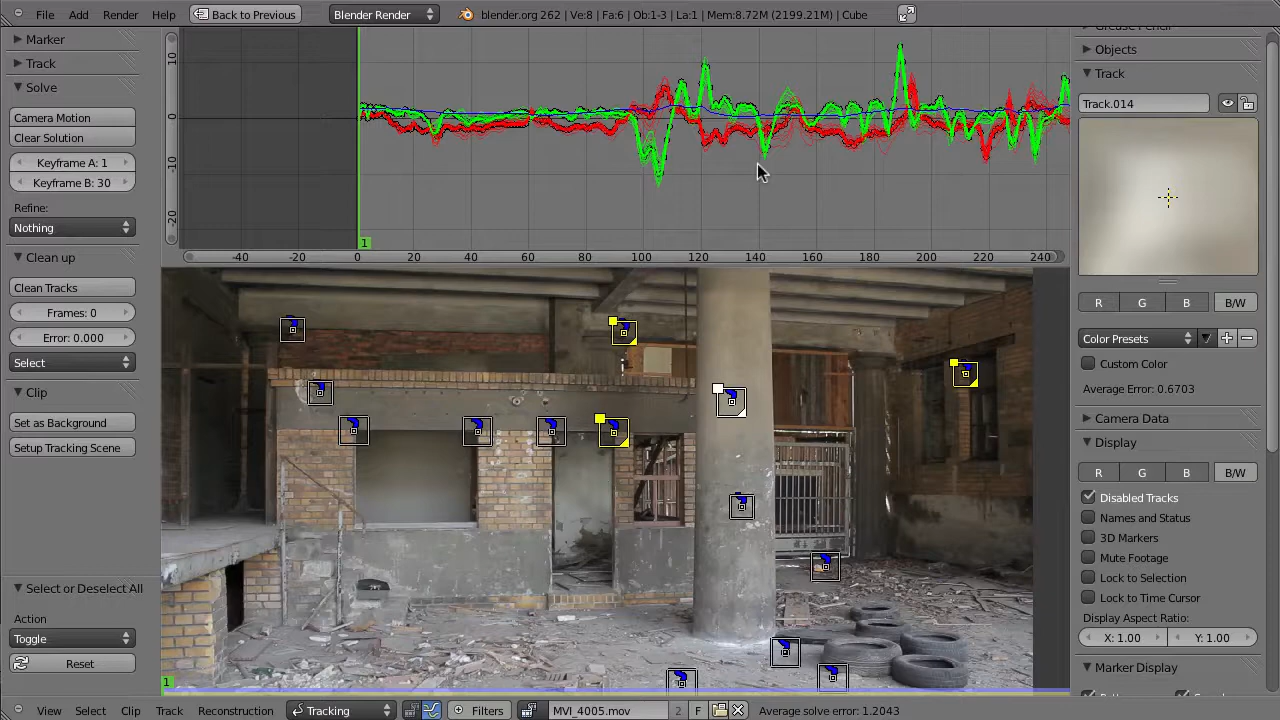 File Add Render Help Back to Previous Blender Render blender.org 262 | Ve:8 | Fa:6 | Ob:1-3 | La:1 | Mem:8.72M (2199.21M) | Cube
Marker
Track
Solve
Camera Motion
Clear Solution
Keyframe A: 1
Keyframe B: 30
Refine:
Nothing
Clean up
Clean Tracks
Frames: 0
Error: 0.000
Select
Clip
Set as Background
Setup Tracking Scene
Select or Deselect All
Action
Toggle
Reset
10
0
-10
-20
1
-40 -20 0 20 40 60 80 100 120 140 160 180 200 220 240
1
Objects
Track
Track.014
R G B B/W
Color Presets
Custom Color
Average Error: 0.6703
Camera Data
Display
R G B B/W
Disabled Tracks
Names and Status
3D Markers
Mute Footage
Lock to Selection
Lock to Time Cursor
Display Aspect Ratio:
X: 1.00 Y: 1.00
Marker Display
View Select Clip Track Reconstruction Tracking Filters MVI_4005.mov 2 F Average solve error: 1.2043